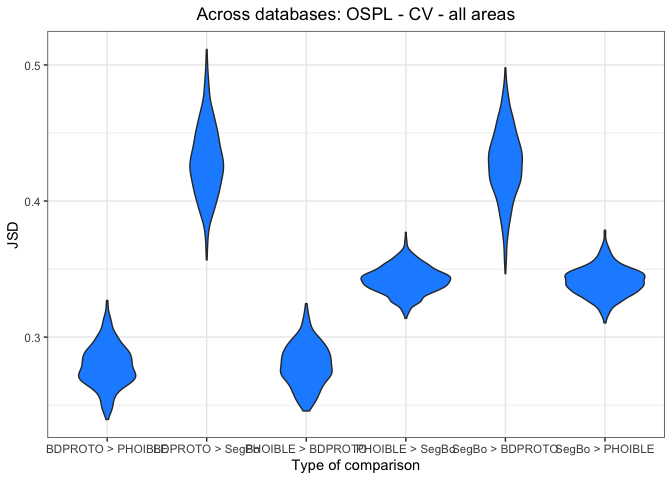 Across databases: OSPL - CV - all areas
0.5
0.4
0.3
JSD
BDPROTO > PHOIBLE BDPROTO > SegBo PHOIBLE > BDPROTO PHOIBLE > SegBo SegBo > BDPROTO SegBo > PHOIBLE
Type of comparison